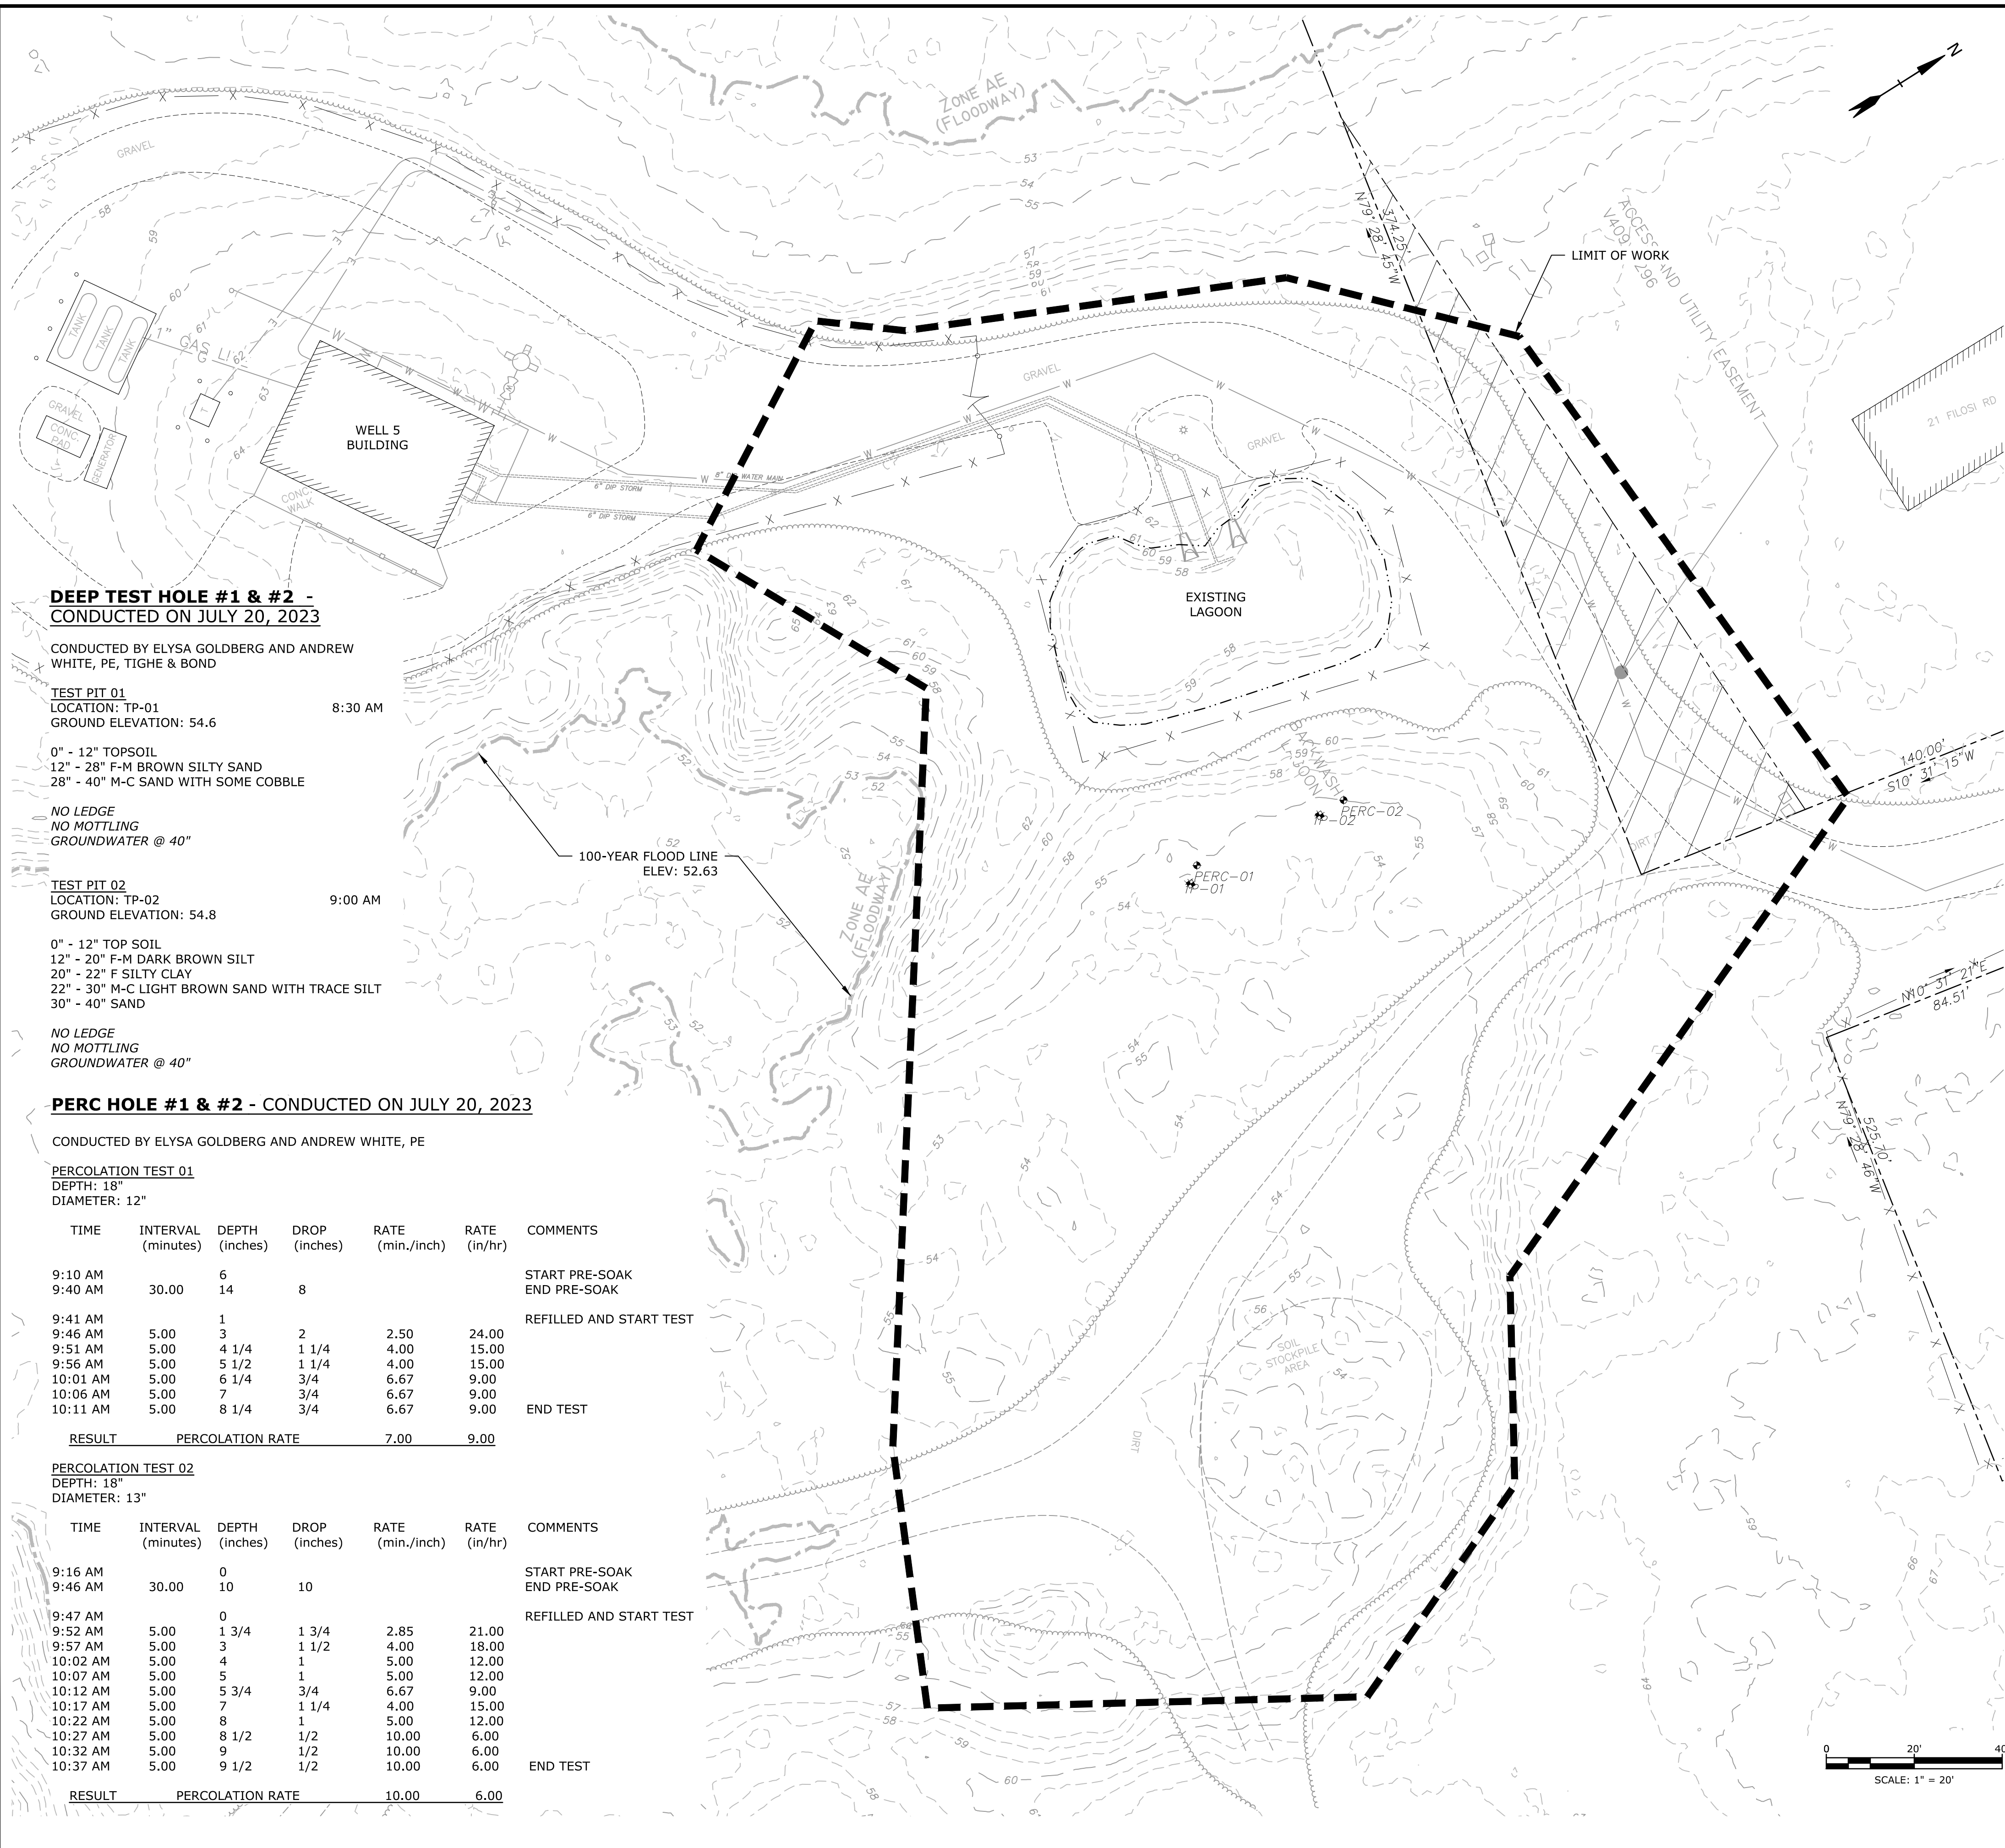 ZONE AE
(FLOODWAY)
N
GRAVEL
53
54
55
57
58
59
60
61
N79° 28' 45"W
374.25'
ACCESS AND UTILITY EASEMENT
LIMIT OF WORK
21 FILOSI RD
58
59
60
61
62
63
64
TANK
TANK
TANK
GRAVEL
CONC.
PAD
GENERATOR
T
WELL 5
BUILDING
CONC.
WALK
W
8" DIP WATER MAIN
6" DIP STORM
6" DIP STORM
GRAVEL
GRAVEL
62
61
60
59
58
EXISTING
LAGOON
58
59
DEEP TEST HOLE #1 & #2 -
CONDUCTED ON JULY 20, 2023
CONDUCTED BY ELYSA GOLDBERG AND ANDREW
WHITE, PE, TIGHE & BOND
TEST PIT 01
LOCATION: TP-01 8:30 AM
GROUND ELEVATION: 54.6
0" - 12" TOPSOIL
12" - 28" F-M BROWN SILTY SAND
28" - 40" M-C SAND WITH SOME COBBLE
NO LEDGE
NO MOTTLING
GROUNDWATER @ 40"
TEST PIT 02
LOCATION: TP-02 9:00 AM
GROUND ELEVATION: 54.8
0" - 12" TOP SOIL
12" - 20" F-M DARK BROWN SILT
20" - 22" F SILTY CLAY
22" - 30" M-C LIGHT BROWN SAND WITH TRACE SILT
30" - 40" SAND
NO LEDGE
NO MOTTLING
GROUNDWATER @ 40"
100-YEAR FLOOD LINE
ELEV: 52.63
ZONE AE
(FLOODWAY)
BACKWASH
LAGOON
PERC-02
TP-02
PERC-01
TP-01
140.00'
S10° 31' 15"W
DIRT
N10° 31' 21"E
84.51'
525.70'
N79° 28' 46"W
SOIL
STOCKPILE
AREA
DIRT
PERC HOLE #1 & #2 - CONDUCTED ON JULY 20, 2023
CONDUCTED BY ELYSA GOLDBERG AND ANDREW WHITE, PE
PERCOLATION TEST 01
DEPTH: 18"
DIAMETER: 12"
TIME INTERVAL DEPTH DROP RATE RATE COMMENTS
(minutes) (inches) (inches) (min./inch) (in/hr)
9:10 AM 6 START PRE-SOAK
9:40 AM 30.00 14 8 END PRE-SOAK
9:41 AM 1 REFILLED AND START TEST
9:46 AM 5.00 3 2 2.50 24.00
9:51 AM 5.00 4 1/4 1 1/4 4.00 15.00
9:56 AM 5.00 5 1/2 1 1/4 4.00 15.00
10:01 AM 5.00 6 1/4 3/4 6.67 9.00
10:06 AM 5.00 7 3/4 6.67 9.00
10:11 AM 5.00 8 1/4 3/4 6.67 9.00 END TEST
RESULT PERCOLATION RATE 7.00 9.00
PERCOLATION TEST 02
DEPTH: 18"
DIAMETER: 13"
TIME INTERVAL DEPTH DROP RATE RATE COMMENTS
(minutes) (inches) (inches) (min./inch) (in/hr)
9:16 AM 0 START PRE-SOAK
9:46 AM 30.00 10 10 END PRE-SOAK
9:47 AM 0 REFILLED AND START TEST
9:52 AM 5.00 1 3/4 1 3/4 2.85 21.00
9:57 AM 5.00 3 1 1/2 4.00 18.00
10:02 AM 5.00 4 1 5.00 12.00
10:07 AM 5.00 5 1 5.00 12.00
10:12 AM 5.00 5 3/4 3/4 6.67 9.00
10:17 AM 5.00 7 1 1/4 4.00 15.00
10:22 AM 5.00 8 1 5.00 12.00
10:27 AM 5.00 8 1/2 1/2 10.00 6.00
10:32 AM 5.00 9 1/2 10.00 6.00
10:37 AM 5.00 9 1/2 1/2 10.00 6.00 END TEST
RESULT PERCOLATION RATE 10.00 6.00
0 20' 40
SCALE: 1" = 20'